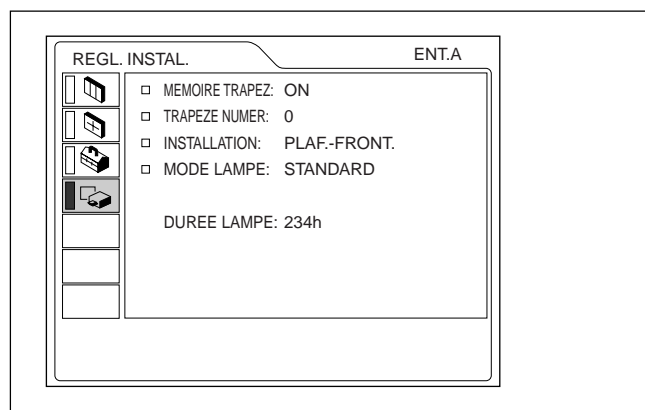 REGL. INSTAL. ENT.A
MEMOIRE TRAPEZ: ON
TRAPEZE NUMER: 0
INSTALLATION: PLAF.-FRONT.
MODE LAMPE: STANDARD
DUREE LAMPE: 234h